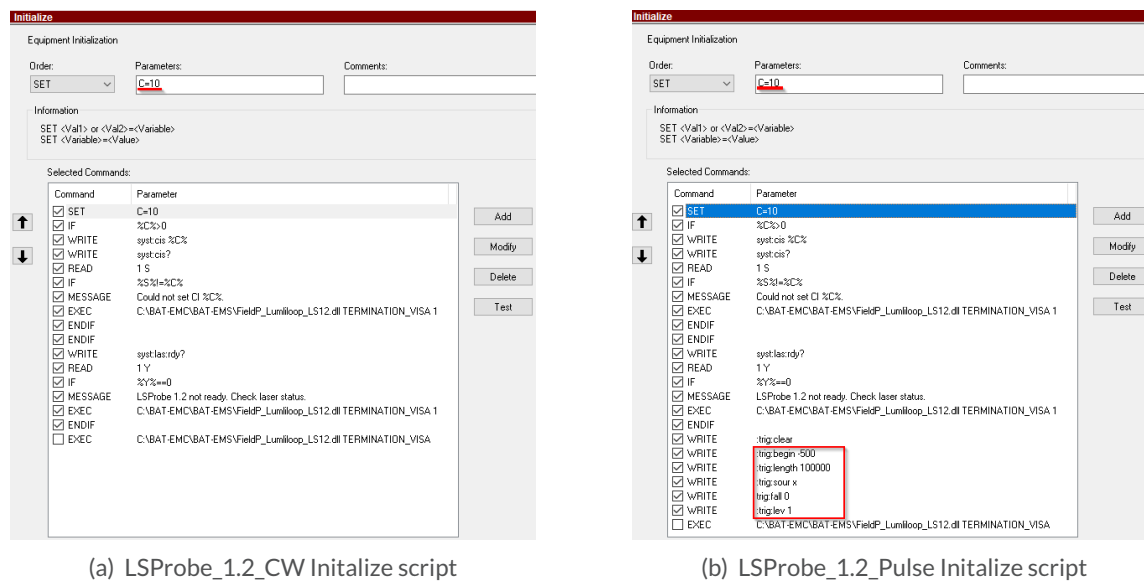 Initialize
Equipment Initialization
Order: Parameters: Comments:
SET C=10
Information
SET <Val1> or <Val2>=<Variable>
SET <Variable>=<Value>
Selected Commands:
Command Parameter
SET C=10
IF %C%>0
WRITE syst:cis %C%
WRITE syst:cis?
READ 1 S
IF %S%!=%C%
MESSAGE Could not set CI %C%.
EXEC C:\BAT-EMC\BAT-EMS\FieldP_Lumiloop_LS12.dll TERMINATION_VISA 1
ENDIF
ENDIF
WRITE syst:las:rdy?
READ 1 Y
IF %Y%==0
MESSAGE LSProbe 1.2 not ready. Check laser status.
EXEC C:\BAT-EMC\BAT-EMS\FieldP_Lumiloop_LS12.dll TERMINATION_VISA 1
ENDIF
EXEC C:\BAT-EMC\BAT-EMS\FieldP_Lumiloop_LS12.dll TERMINATION_VISA
Add
Modify
Delete
Test
(a) LSProbe_1.2_CW Initalize script
Initialize
Equipment Initialization
Order: Parameters: Comments:
SET C=10
Information
SET <Val1> or <Val2>=<Variable>
SET <Variable>=<Value>
Selected Commands:
Command Parameter
SET C=10
IF %C%>0
WRITE syst:cis %C%
WRITE syst:cis?
READ 1 S
IF %S%!=%C%
MESSAGE Could not set CI %C%.
EXEC C:\BAT-EMC\BAT-EMS\FieldP_Lumiloop_LS12.dll TERMINATION_VISA 1
ENDIF
ENDIF
WRITE syst:las:rdy?
READ 1 Y
IF %Y%==0
MESSAGE LSProbe 1.2 not ready. Check laser status.
EXEC C:\BAT-EMC\BAT-EMS\FieldP_Lumiloop_LS12.dll TERMINATION_VISA 1
ENDIF
WRITE :trig:clear
WRITE :trig:begin -500
WRITE :trig:length 100000
WRITE :trig:sour x
WRITE trig:fall 0
WRITE :trig:lev 1
EXEC C:\BAT-EMC\BAT-EMS\FieldP_Lumiloop_LS12.dll TERMINATION_VISA
Add
Modify
Delete
Test
(b) LSProbe_1.2_Pulse Initalize script